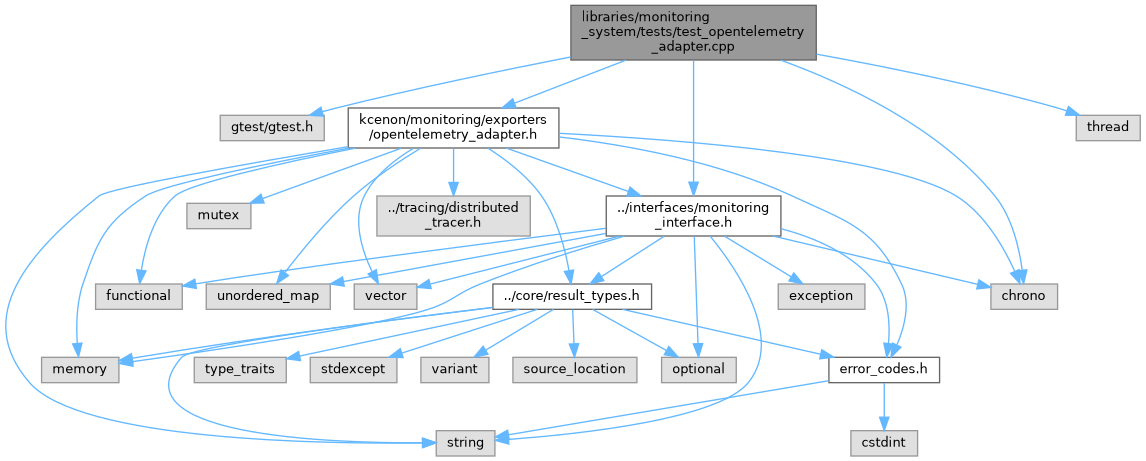 libraries/monitoring
_system/tests/test_opentelemetry
_adapter.cpp
gtest/gtest.h
kcenon/monitoring/exporters
/opentelemetry_adapter.h
thread
mutex
../tracing/distributed
_tracer.h
../interfaces/monitoring
_interface.h
functional
unordered_map
vector
../core/result_types.h
exception
chrono
memory
type_traits
stdexcept
variant
source_location
optional
error_codes.h
string
cstdint